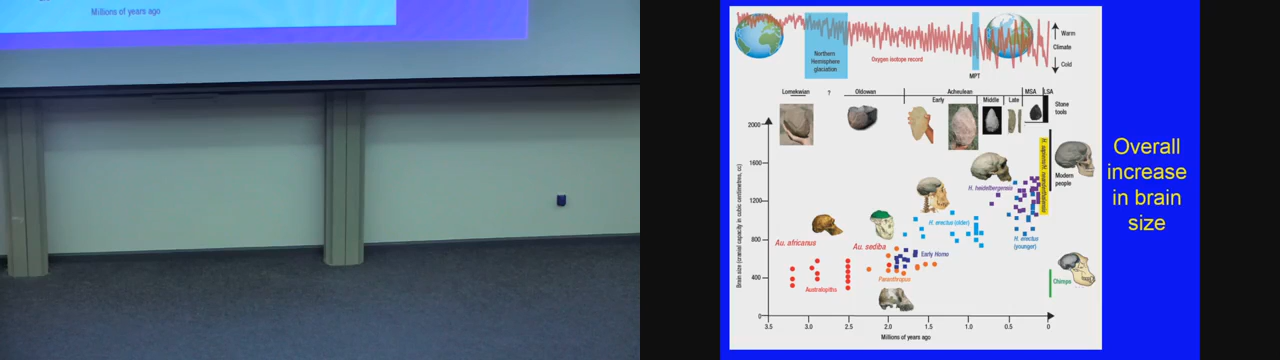 Millions of years ago
Warm
Climate
Cold
Northern
Hemisphere
glaciation
Oxygen isotope record
MPT
Lomekwian
?
Oldowan
Acheulean
MSA
LSA
Early
Middle
Late
Stone
tools
2000
1600
1200
800
400
0
Brain size (cranial capacity in cubic centimetres, cc)
H. heidelbergensis
Modern
people
H. erectus (older)
H. erectus
(younger)
Au. africanus
Au. sediba
Early Homo
Paranthropus
Australopiths
Chimps
3.5
3.0
2.5
2.0
1.5
1.0
0.5
0
Millions of years ago
Overall
increase
in brain
size